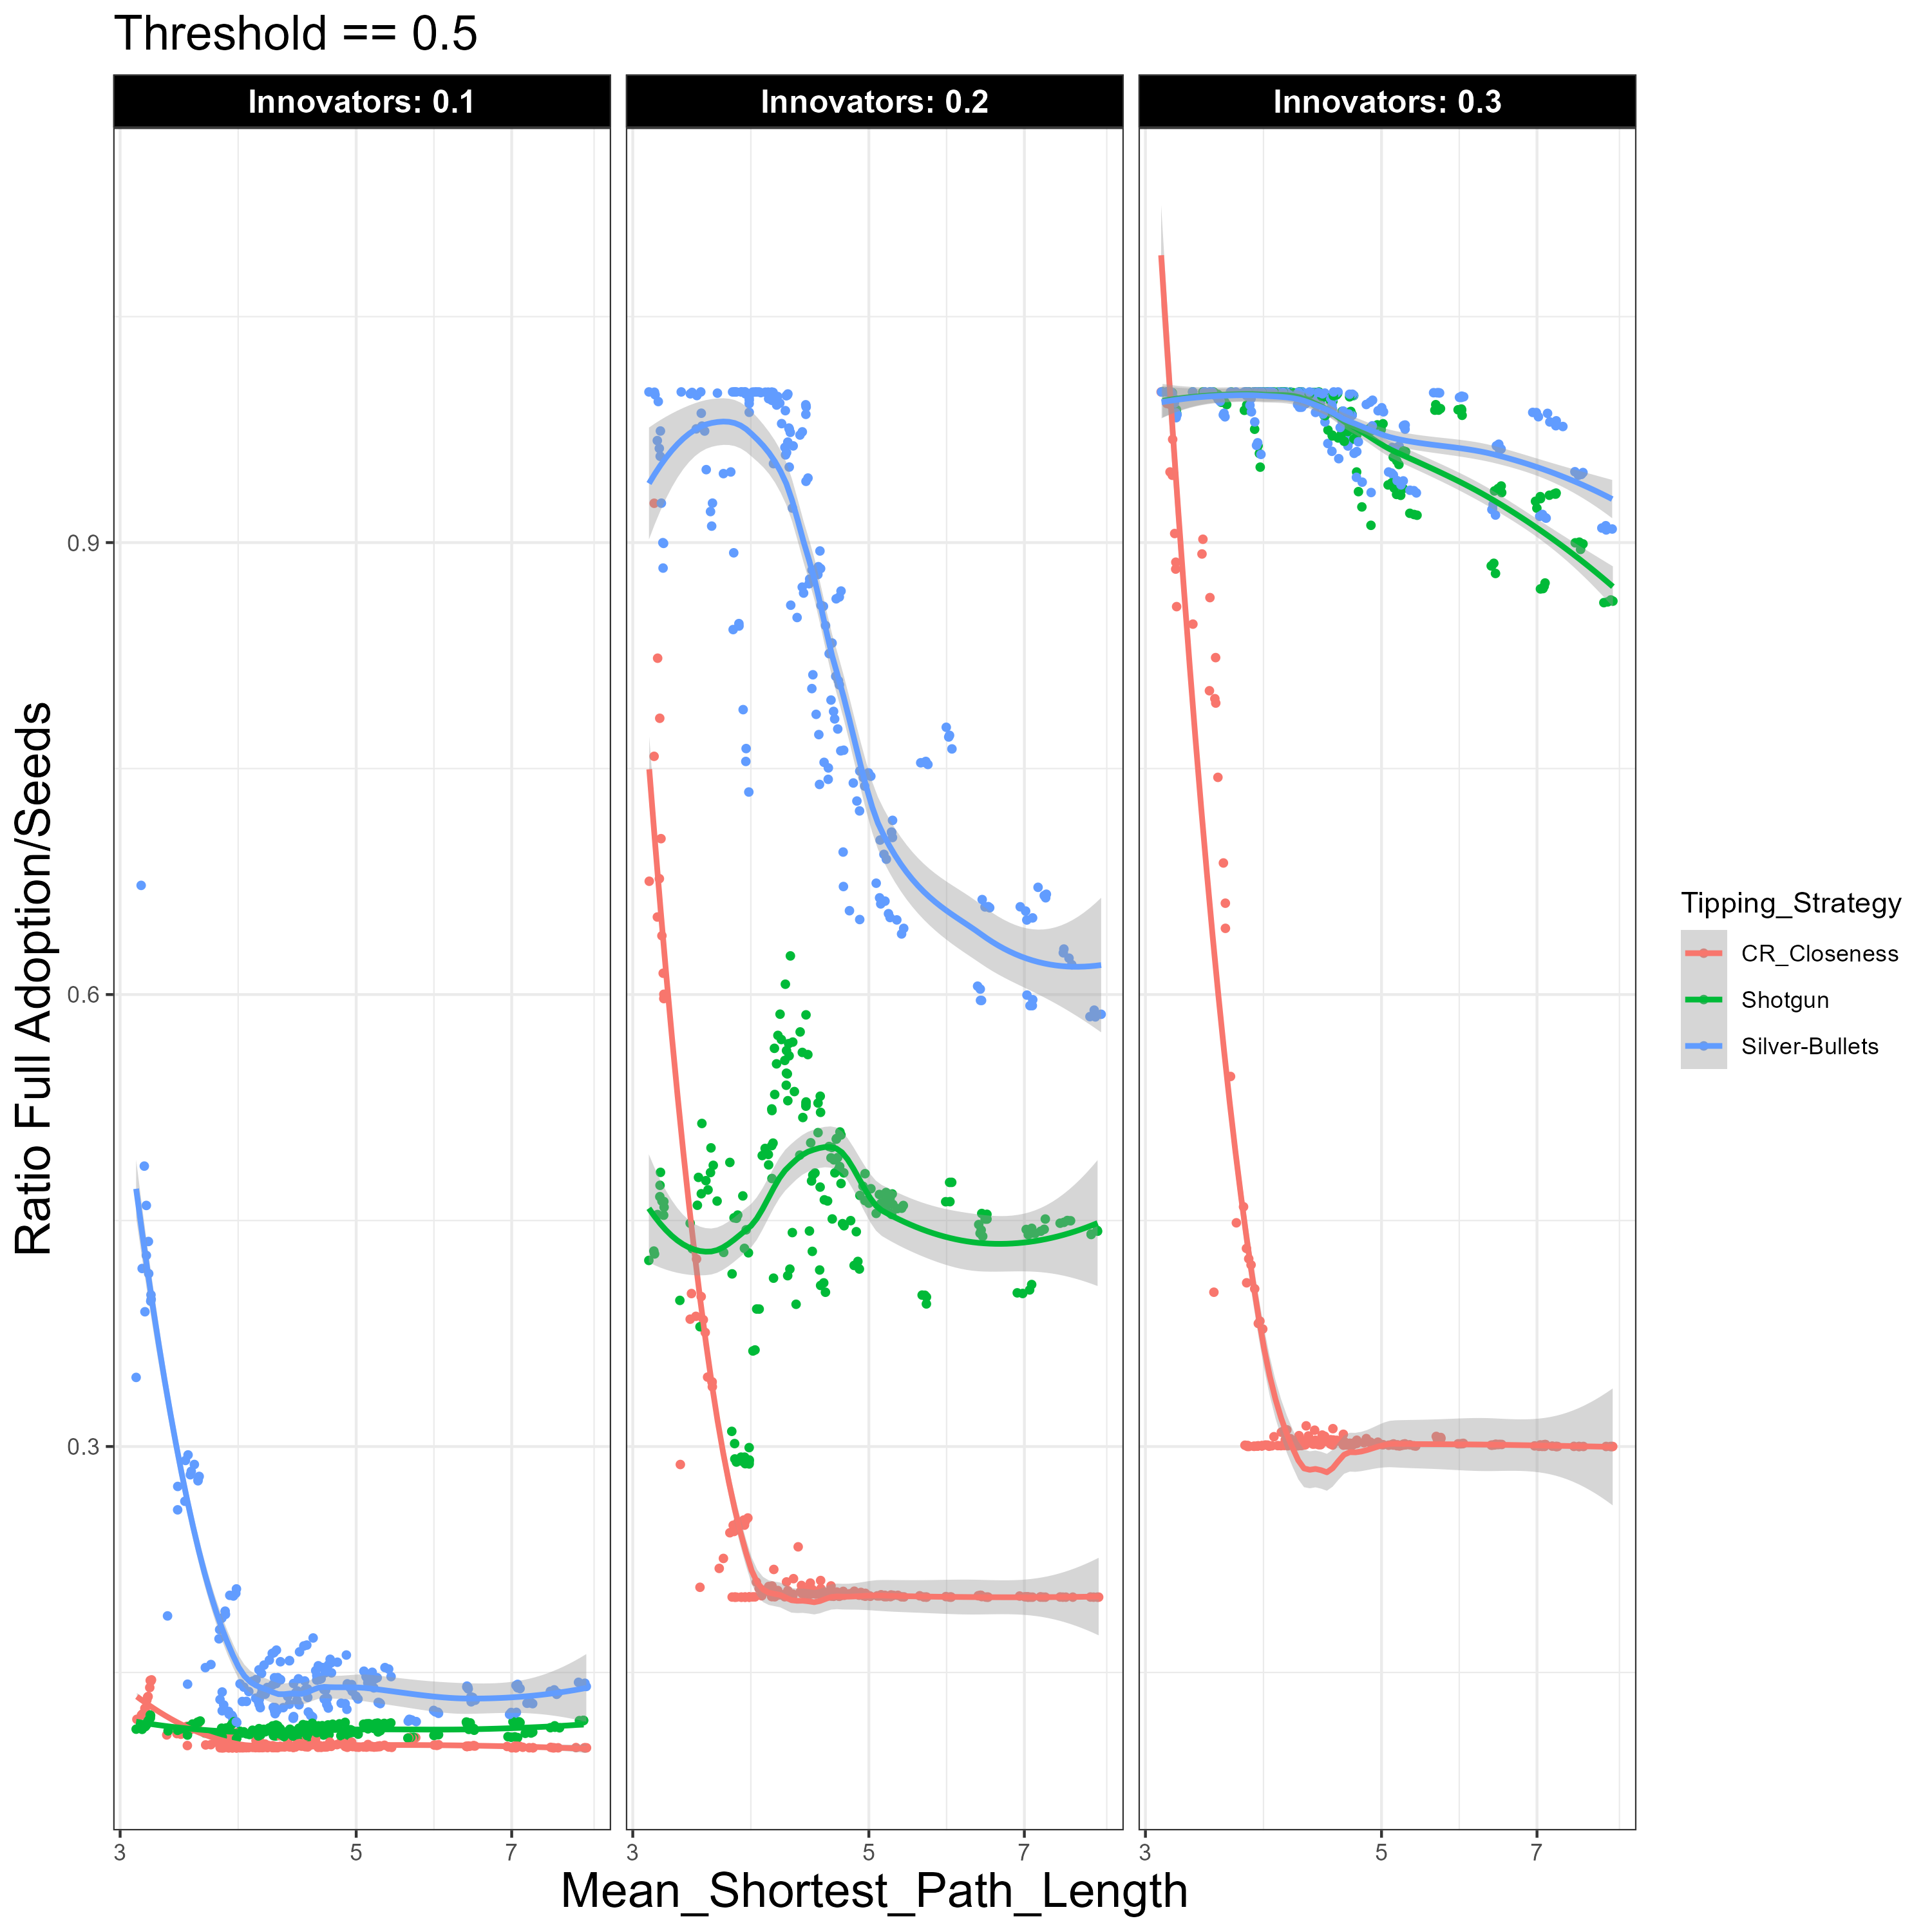 Threshold == 0.5
Innovators: 0.1
Innovators: 0.2
Innovators: 0.3
Ratio Full Adoption/Seeds
0.9
0.6
0.3
3 5 7
3 5 7
3 5 7
Mean_Shortest_Path_Length
Tipping_Strategy
CR_Closeness
Shotgun
Silver-Bullets